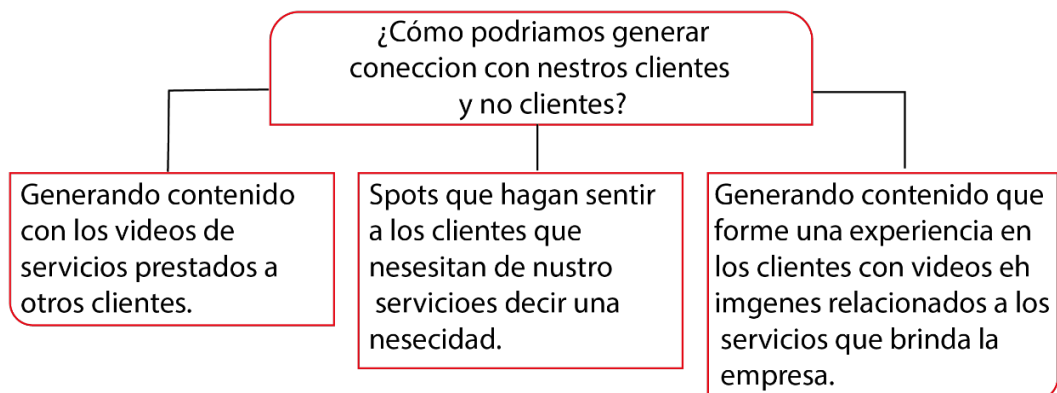 ¿Cómo podriamos generar
coneccion con nestros clientes
y no clientes?
Generando contenido
con los videos de
servicios prestados a
otros clientes.
Spots que hagan sentir
a los clientes que
nesesitan de nustro
servicioes decir una
nesecidad.
Generando contenido que
forme una experiencia en
los clientes con videos eh
imgenes relacionados a los
servicios que brinda la
empresa.